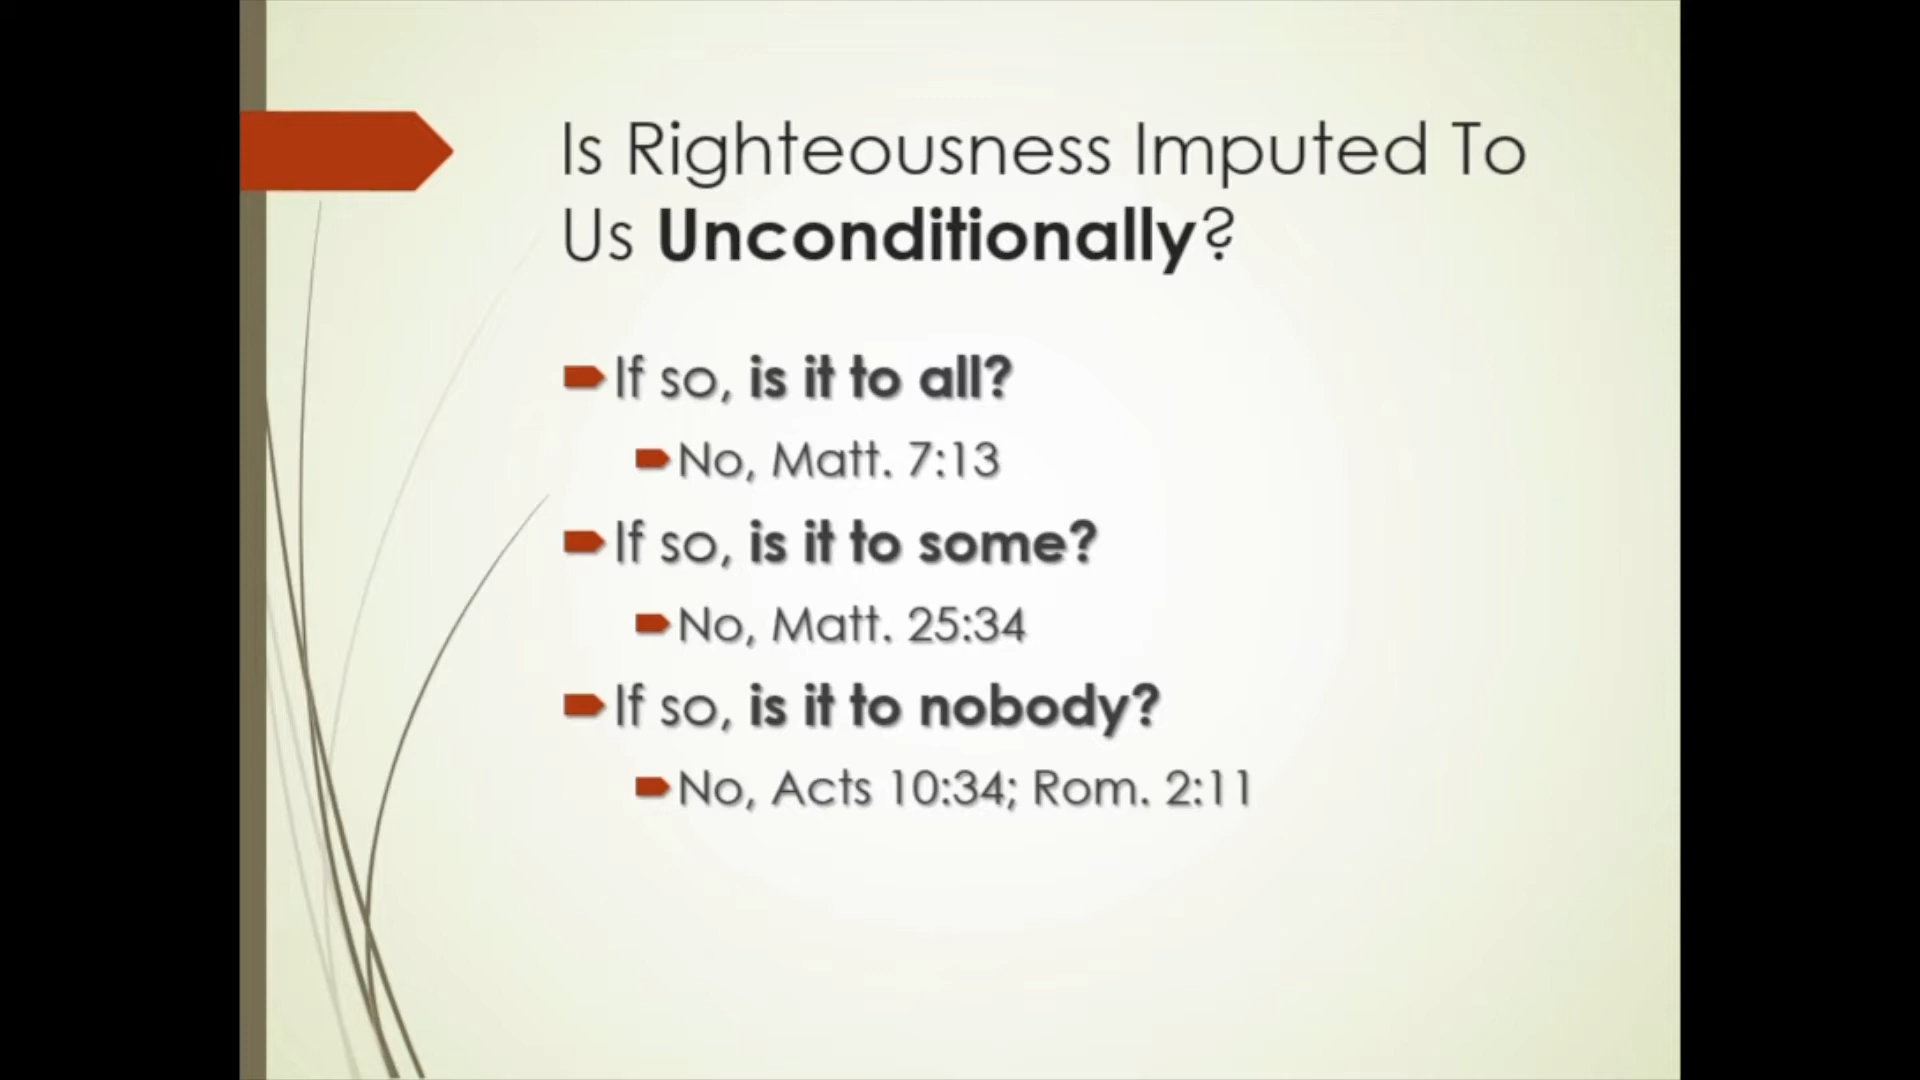 Is Righteousness Imputed To
Us Unconditionally?
If so, is it to all?
No, Matt. 7:13
If so, is it to some?
No, Matt. 25:34
If so, is it to nobody?
No, Acts 10:34; Rom. 2:11